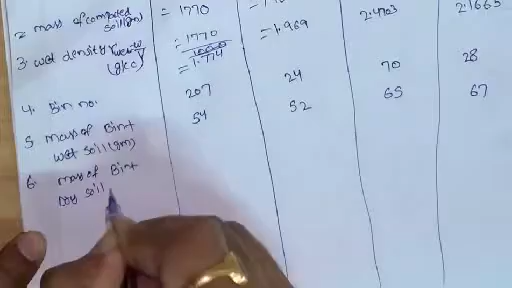 2. mass of compacted soil (gm) = 1770
3. wet density γwet = w/v (g/cc) = 1770/1000 = 1.969 2.4703 2.1665
= 1.774
4. Bin no. 207 24 70 28
5 mass of Bin+ 54 52 65 67
wet soil (gm)
6. mass of Bin+
Dry soil